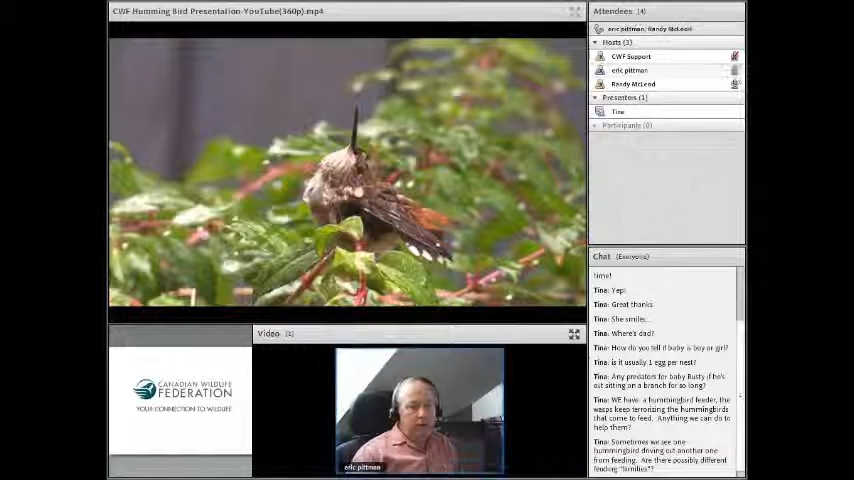 CWF Humming Bird Presentation-YouTube(360p).mp4
Attendees (4)
eric pittman, Randy McLeod
Hosts (3)
CWF Support
eric pittman
Randy McLeod
Presenters (1)
Tina
Participants (0)
Chat (Everyone)
time!
Tina: Yep!
Tina: Great thanks.
Tina: She smiles...
Tina: Where's dad?
Tina: How do you tell if baby is boy or girl?
Tina: is it usually 1 egg per nest?
Tina: Any predators for baby Rusty if he's
out sitting on a branch for so long?
Tina: WE have: a hummingbird feeder, the
wasps keep terrorizing the hummingbirds
that come to feed. Anything we can do to
help them?
Tina: Sometimes we see one
hummingbird driving out another one
from feeding. Are there possibly different
feuding "families"?
Video (1)
CANADIAN WILDLIFE
FEDERATION
YOUR CONNECTION TO WILDLIFE
eric pittman